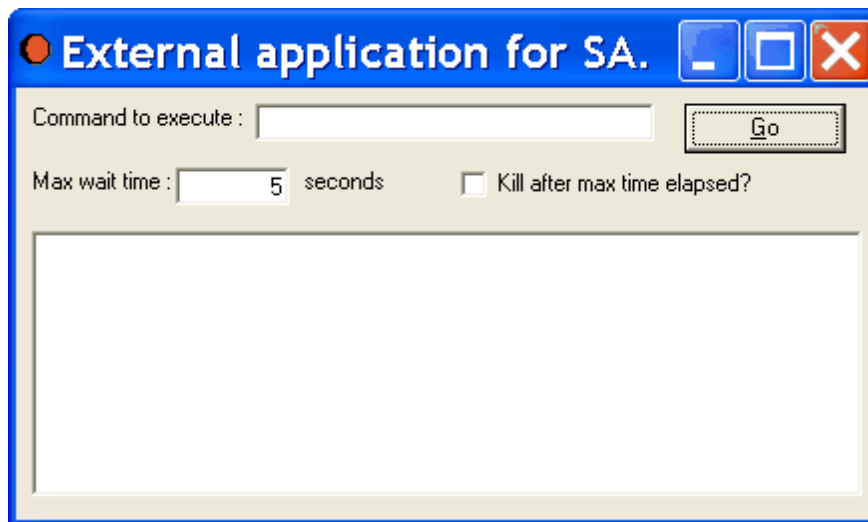 External application for SA.
Command to execute :
Go
Max wait time : 5 seconds Kill after max time elapsed?